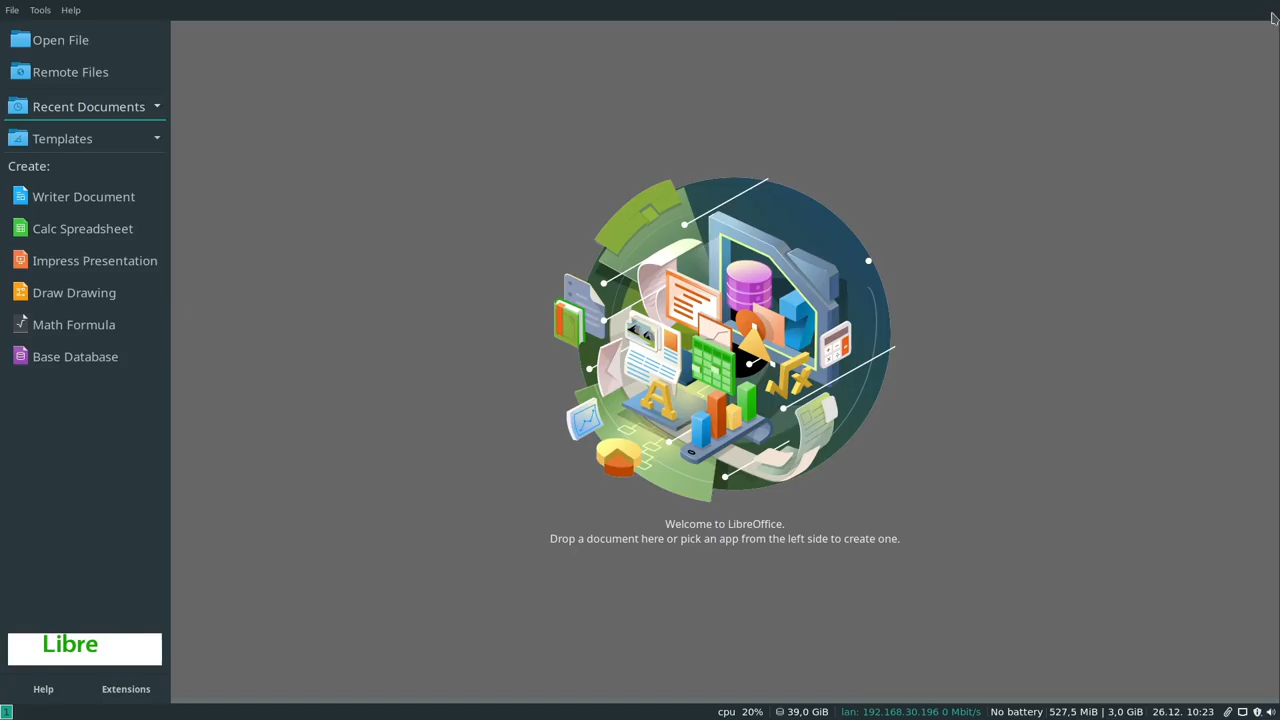 File Tools Help
Open File
Remote Files
Recent Documents
Templates
Create:
Writer Document
Calc Spreadsheet
Impress Presentation
Draw Drawing
Math Formula
Base Database
A
Welcome to LibreOffice.
Drop a document here or pick an app from the left side to create one.
Libre
Help Extensions
1 cpu 20% 39,0 GiB lan: 192.168.30.196 0 Mbit/s No battery 527,5 MiB | 3,0 GiB 26.12. 10:23